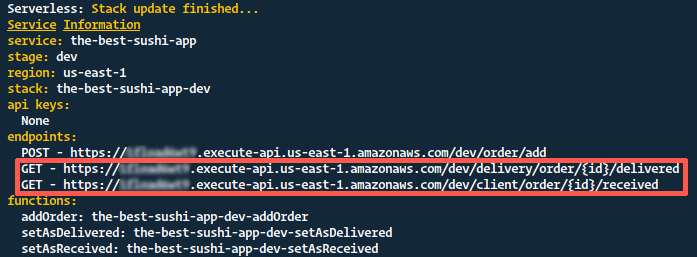 Serverless: Stack update finished...
Service Information
service: the-best-sushi-app
stage: dev
region: us-east-1
stack: the-best-sushi-app-dev
api keys:
None
endpoints:
POST - https:// .execute-api.us-east-1.amazonaws.com/dev/order/add
GET - https:// .execute-api.us-east-1.amazonaws.com/dev/delivery/order/{id}/delivered
GET - https:// .execute-api.us-east-1.amazonaws.com/dev/client/order/{id}/received
functions:
addOrder: the-best-sushi-app-dev-addOrder
setAsDelivered: the-best-sushi-app-dev-setAsDelivered
setAsReceived: the-best-sushi-app-dev-setAsReceived